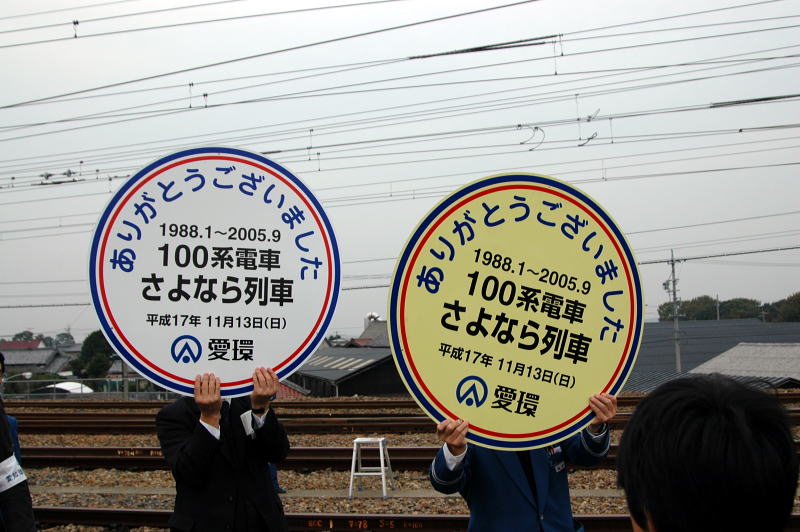 ありがとうございました
1988.1～2005.9
100系電車
さよなら列車
平成17年 11月13日(日)
愛環
ありがとうございました
1988.1～2005.9
100系電車
さよなら列車
平成17年 11月13日(日)
愛環